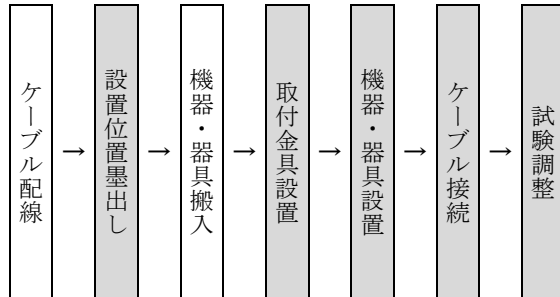 ケーブル配線
→
設置位置墨出し
→
機器・器具搬入
→
取付金具設置
→
機器・器具設置
→
ケーブル接続
→
試験調整